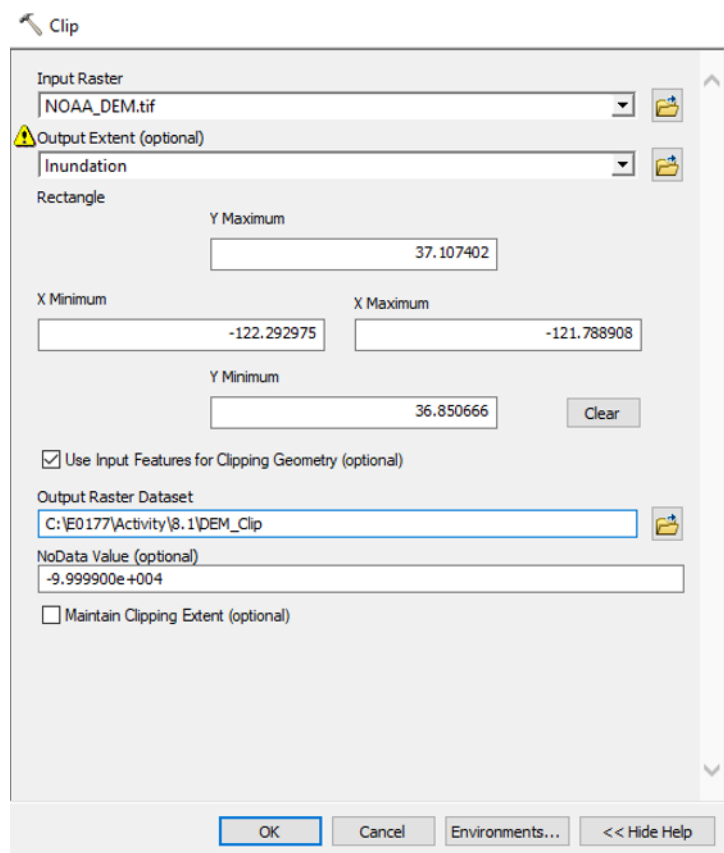 Clip
Input Raster
NOAA_DEM.tif
Output Extent (optional)
Inundation
Rectangle
Y Maximum
37.107402
X Minimum X Maximum
-122.292975 -121.788908
Y Minimum
36.850666 Clear
Use Input Features for Clipping Geometry (optional)
Output Raster Dataset
C:\E0177\Activity\8.1\DEM_Clip
NoData Value (optional)
-9.999900e+004
Maintain Clipping Extent (optional)
OK Cancel Environments... << Hide Help